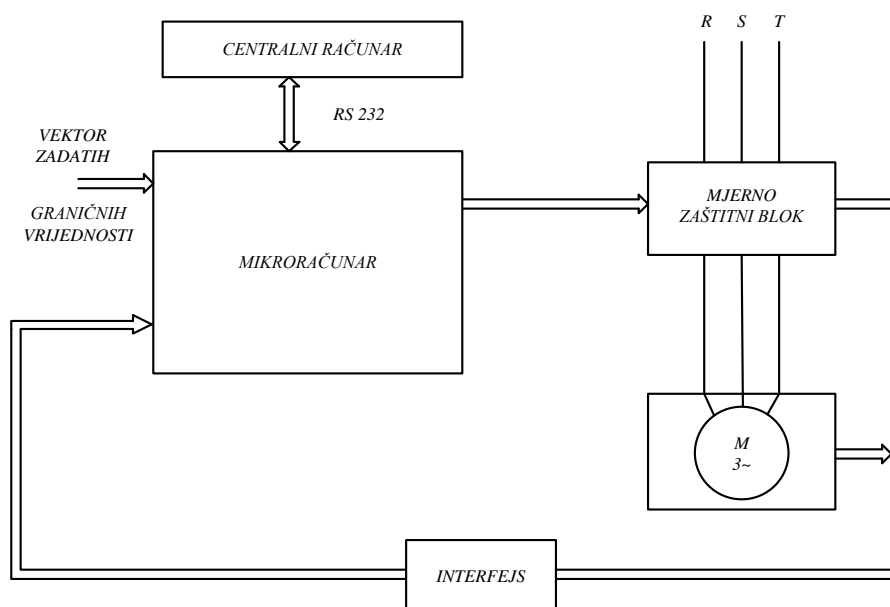 CENTRALNI RAČUNAR
R S T
RS 232
VEKTOR
ZADATIH
GRANIČNIH
VRIJEDNOSTI
MIKRORAČUNAR
MJERNO
ZAŠTITNI BLOK
M
3~
INTERFEJS